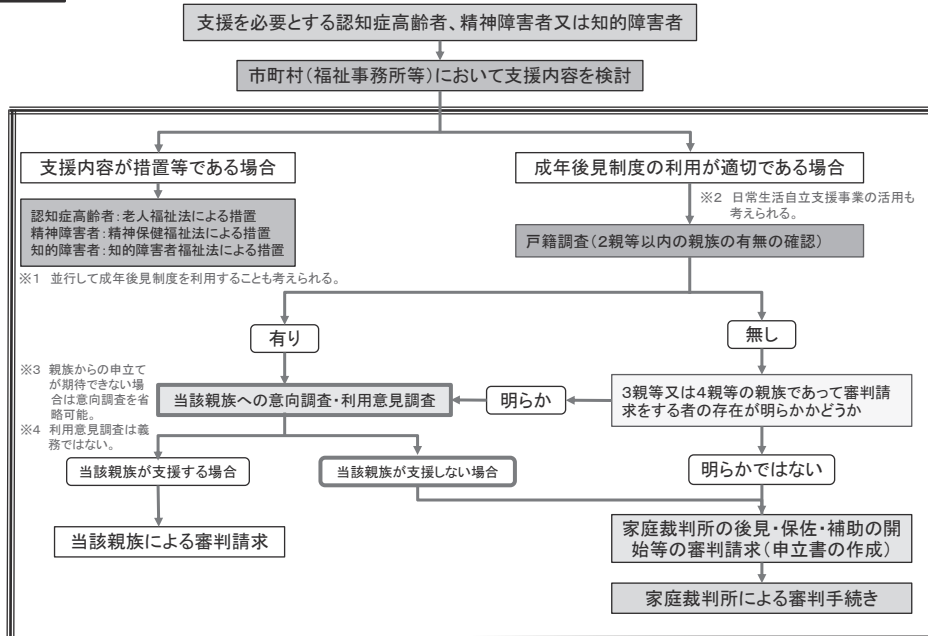 支援を必要とする認知症高齢者、精神障害者又は知的障害者
市町村(福祉事務所等)において支援内容を検討
支援内容が措置等である場合
成年後見制度の利用が適切である場合
認知症高齢者:老人福祉法による措置
精神障害者:精神保健福祉法による措置
知的障害者:知的障害者福祉法による措置
※1 並行して成年後見制度を利用することも考えられる。
※2 日常生活自立支援事業の活用も
考えられる。
戸籍調査(2親等以内の親族の有無の確認)
有り
無し
※3 親族からの申立て
が期待できない場
合は意向調査を省
略可能。
※4 利用意見調査は義
務ではない。
当該親族への意向調査・利用意見調査
明らか
3親等又は4親等の親族であって審判請
求をする者の存在が明らかかどうか
当該親族が支援する場合
当該親族が支援しない場合
明らかではない
当該親族による審判請求
家庭裁判所の後見・保佐・補助の開
始等の審判請求(申立書の作成)
家庭裁判所による審判手続き